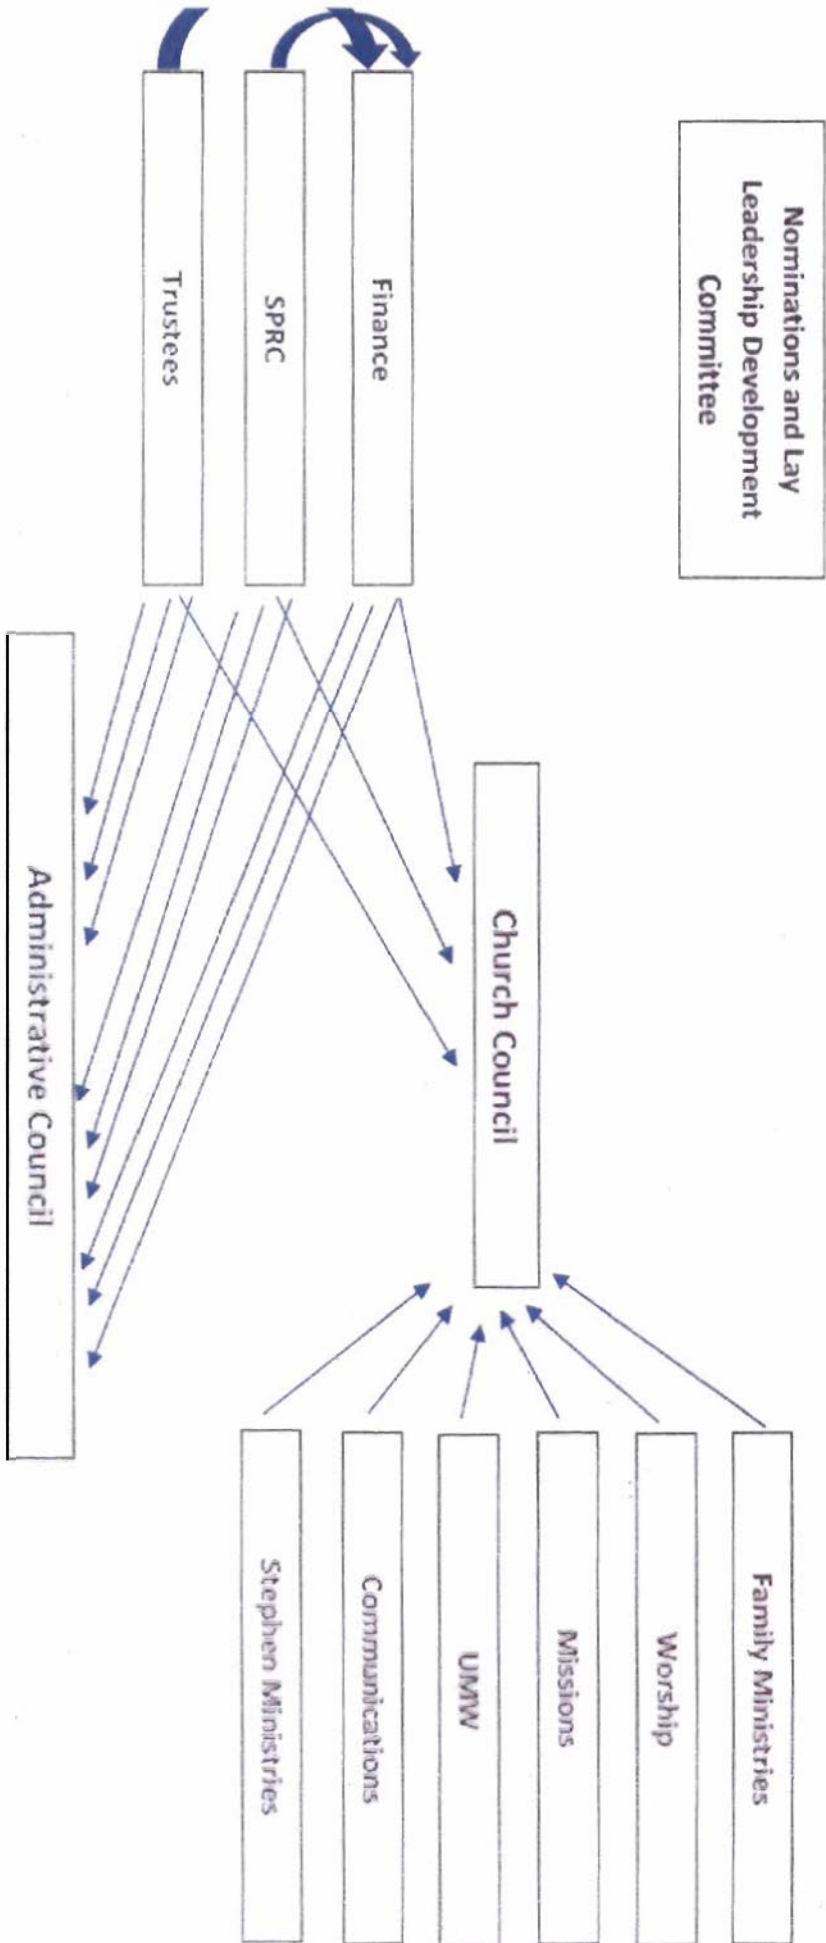 Nominations and Lay
Leadership Development
Committee
Finance
SPRC
Trustees
Church Council
Administrative Council
Family Ministries
Worship
Missions
UMW
Communications
Stephen Ministries